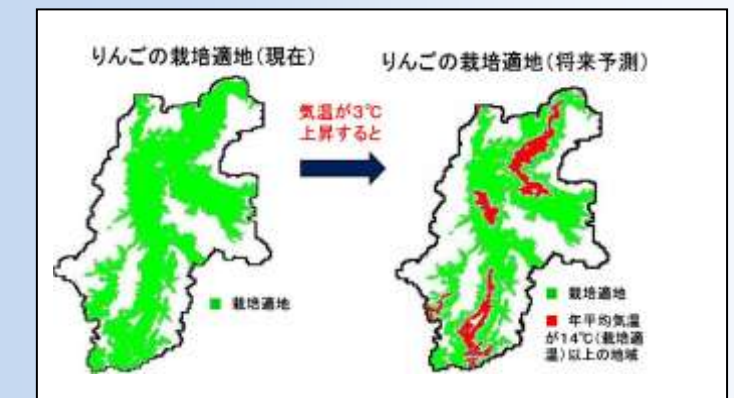 りんごの栽培適地(現在)
りんごの栽培適地(将来予測)
気温が3℃
上昇すると
■ 栽培適地
■ 栽培適地
■ 年平均気温
が14℃(栽培適
温)以上の地域